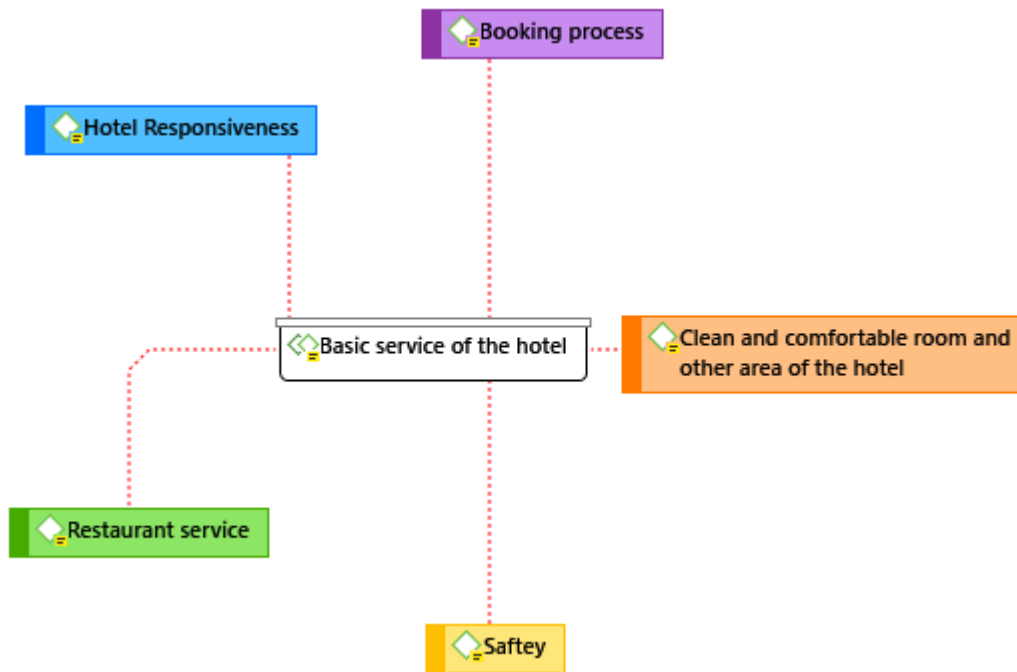 Booking process
Hotel Responsiveness
Basic service of the hotel
Clean and comfortable room and
other area of the hotel
Restaurant service
Saftey